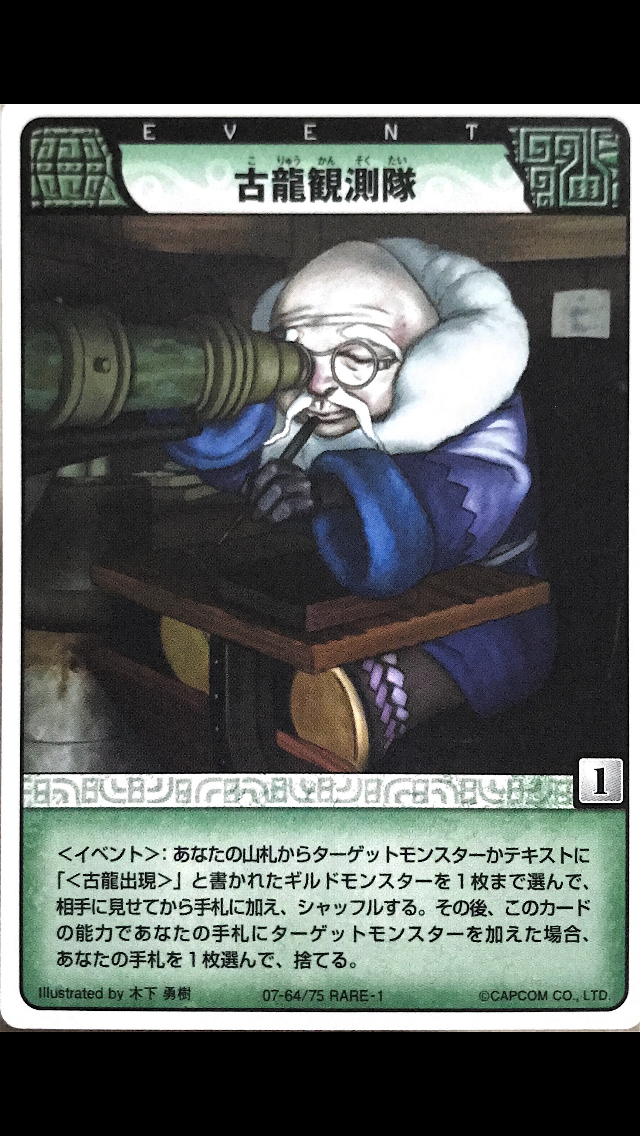 EVENT
こ りゅう かん そく たい
古龍観測隊
1
＜イベント＞：あなたの山札からターゲットモンスターかテキストに
「＜古龍出現＞」と書かれたギルドモンスターを１枚まで選んで、
相手に見せてから手札に加え、シャッフルする。その後、このカード
の能力であなたの手札にターゲットモンスターを加えた場合、
あなたの手札を１枚選んで、捨てる。
Illustrated by 木下 勇樹 07-64/75 RARE-1 ©CAPCOM CO., LTD.